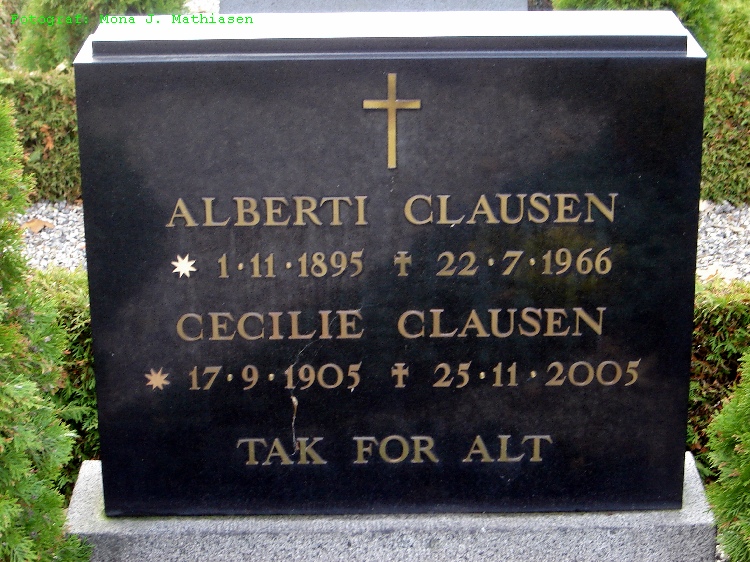 Fotograf: Mona J. Mathiasen
ALBERTI CLAUSEN
1·11·1895 ✝ 22·7·1966
CECILIE CLAUSEN
17·9·1905 ✝ 25·11·2005
TAK FOR ALT